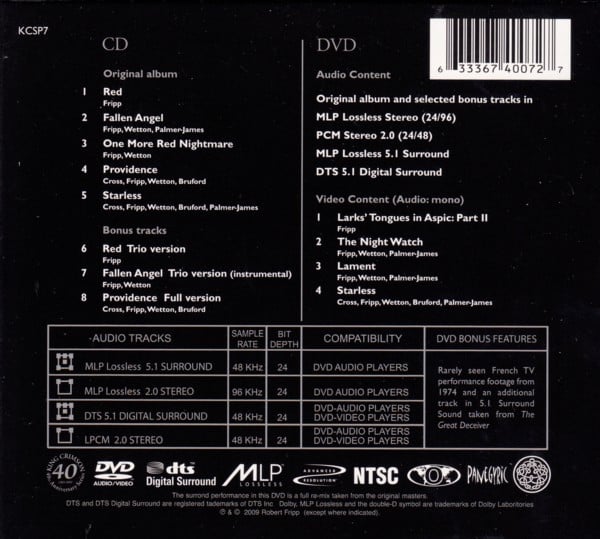 KCSP7
CD
Original album
1 Red
Fripp
2 Fallen Angel
Fripp, Wetton, Palmer-James
3 One More Red Nightmare
Fripp, Wetton
4 Providence
Cross, Fripp, Wetton, Bruford
5 Starless
Cross, Fripp, Wetton, Bruford, Palmer-James
Bonus tracks
6 Red Trio version
Fripp
7 Fallen Angel Trio version (instrumental)
Fripp, Wetton
8 Providence Full version
Cross, Fripp, Wetton, Bruford
DVD
6 33367 40072 7
Audio Content
Original album and selected bonus tracks in
MLP Lossless Stereo (24/96)
PCM Stereo 2.0 (24/48)
MLP Lossless 5.1 Surround
DTS 5.1 Digital Surround
Video Content (Audio: mono)
1 Larks' Tongues in Aspic: Part II
Fripp
2 The Night Watch
Fripp, Wetton, Palmer-James
3 Lament
Fripp, Wetton, Palmer-James
4 Starless
Cross, Fripp, Wetton, Bruford, Palmer-James
AUDIO TRACKS SAMPLE RATE BIT DEPTH COMPATIBILITY DVD BONUS FEATURES
MLP Lossless 5.1 SURROUND 48 KHz 24 DVD AUDIO PLAYERS
MLP Lossless 2.0 STEREO 96 KHz 24 DVD AUDIO PLAYERS
DTS 5.1 DIGITAL SURROUND 48 KHz 24 DVD-AUDIO PLAYERS
DVD-VIDEO PLAYERS
LPCM 2.0 STEREO 48 KHz 24 DVD-AUDIO PLAYERS
DVD-VIDEO PLAYERS
Rarely seen French TV
performance footage from
1974 and an additional
track in 5.1 Surround
Sound taken from The
Great Deceiver
KING CRIMSON 40 Anniversary
DVD AUDIO/VIDEO
dts Digital Surround
MLP LOSSLESS
ADVANCED RESOLUTION
NTSC
PANEGYRIC
The surrond performance in this DVD is a full re-mix taken from the original masters.
DTS and DTS Digital Surround are registered trademarks of DTS Inc Dolby, MLP Lossless and the double-D symbol are trademark of Dolby Laboritories
℗ & © 2009 Robert Fripp (except where indicated).